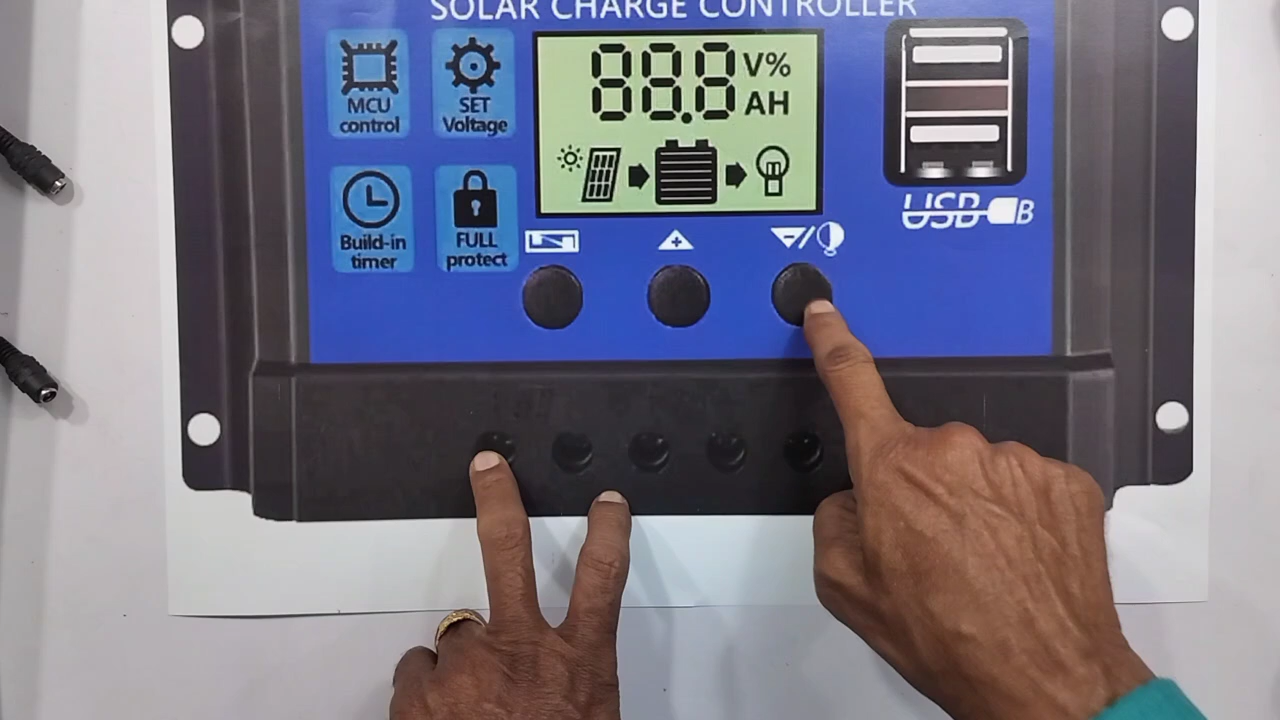 SOLAR CHARGE CONTROLLER
MCU
control
SET
Voltage
88.8 V%
AH
Build-in
timer
FULL
protect
USB